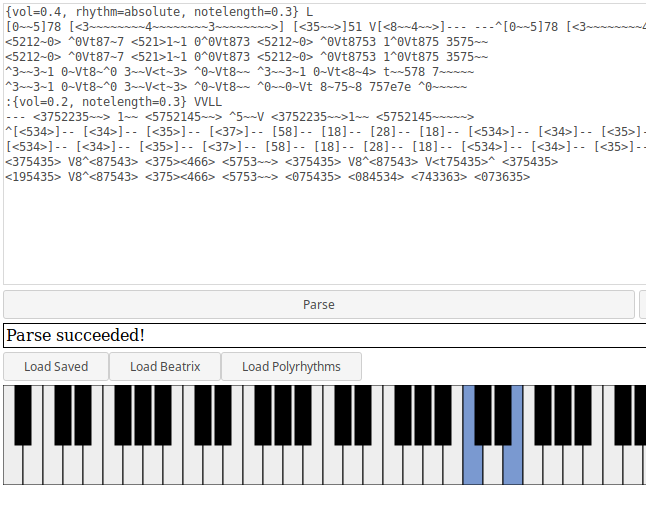 {vol=0.4, rhythm=absolute, notelength=0.3} L
[0~~5]78 [<3~~~~~~~~4~~~~~~~~3~~~~~~~~>] [<35~~>]51 V[<8~~4~~>]--- ---^[0~~5]78 [<3~~~~~~~~4
<5212~0> ^0Vt87~7 <521>1~1 0^0Vt873 <5212~0> ^0Vt8753 1^0Vt875 3575~~
<5212~0> ^0Vt87~7 <521>1~1 0^0Vt873 <5212~0> ^0Vt8753 1^0Vt875 3575~~
^3~~3~1 0~Vt8~^0 3~~V<t~3> ^0~Vt8~~ ^3~~3~1 0~Vt<8~4> t~~578 7~~~~~
^3~~3~1 0~Vt8~^0 3~~V<t~3> ^0~Vt8~~ ^0~~0~Vt 8~75~8 757e7e ^0~~~~~
:{vol=0.2, notelength=0.3} VVLL
--- <3752235~~> 1~~ <5752145~~> ^5~~V <3752235~~>1~~ <5752145~~~~~>
^[<534>]-- [<34>]-- [<35>]-- [<37>]-- [58]-- [18]-- [28]-- [18]-- [<534>]-- [<34>]-- [<35>]-
[<534>]-- [<34>]-- [<35>]-- [<37>]-- [58]-- [18]-- [28]-- [18]-- [<534>]-- [<34>]-- [<35>]--
<375435> V8^<87543> <375><466> <5753~~> <375435> V8^<87543> V<t75435>^ <375435>
<195435> V8^<87543> <375><466> <5753~~> <075435> <084534> <743363> <073635>
Parse
Parse succeeded!
Load Saved
Load Beatrix
Load Polyrhythms